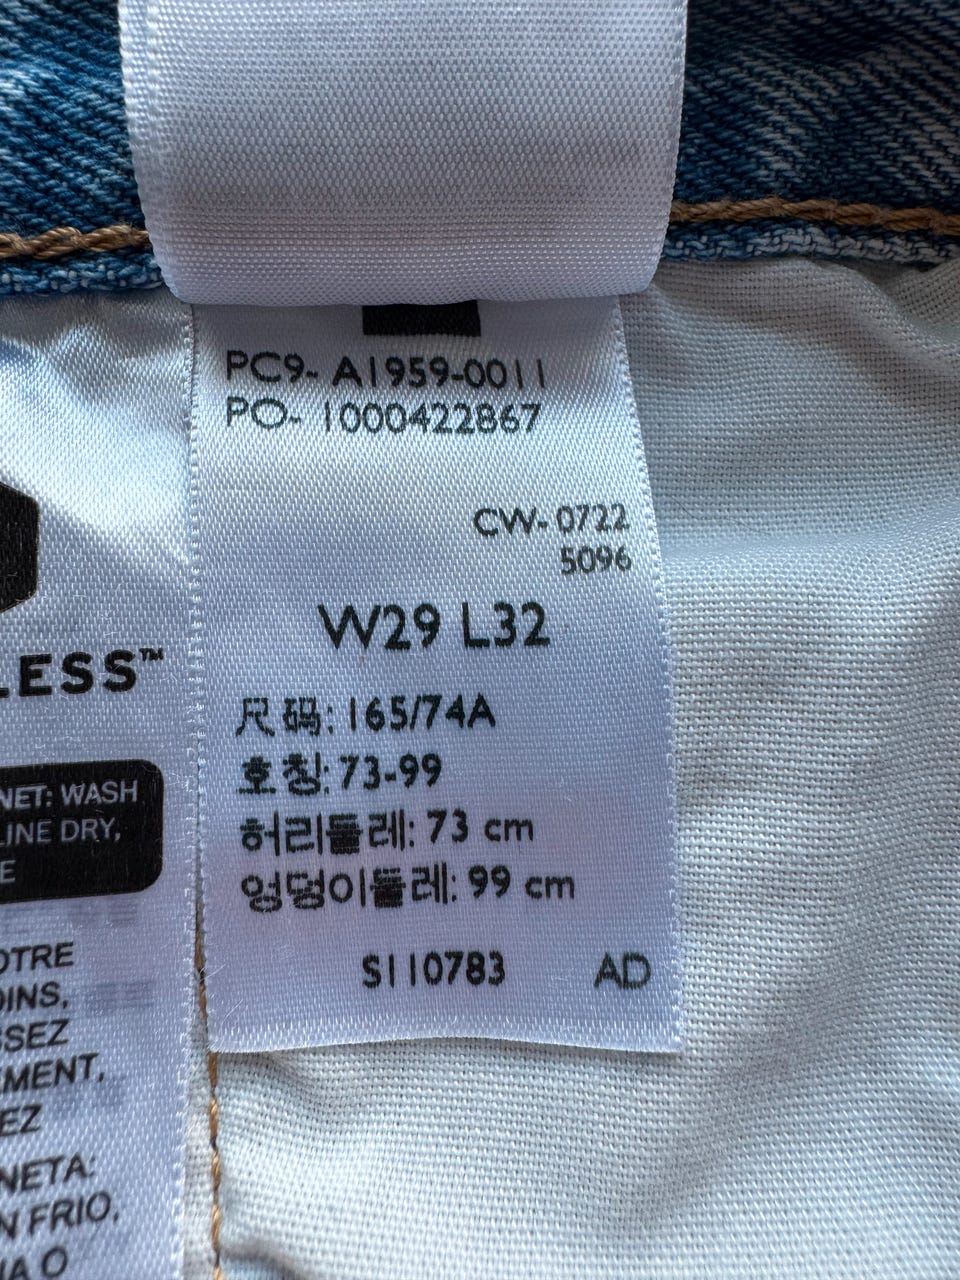 PC9- A1959-0011
PO- 1000422867
CW- 0722
5096
W29 L32
尺码: 165/74A
호칭: 73-99
허리둘레: 73 cm
엉덩이둘레: 99 cm
S110783 AD
LESS™
NET: WASH
LINE DRY,
E
OTRE
OINS,
SSEZ
EMENT,
EZ
NETA:
N FRIO,
NA O